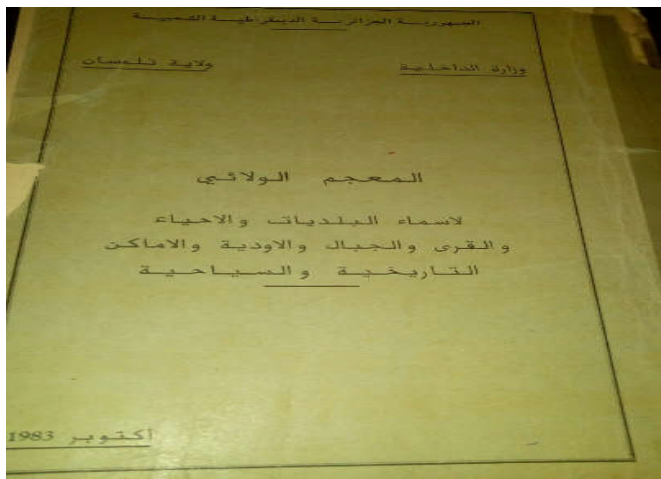 الجمهورية الجزائرية الديمقراطية الشعبية
وزارة الداخلية
ولاية تلمسان
المعجم الولائي
لاسماء البلديات والاحياء
والقرى والجبال والاودية والاماكن
التاريخية والسياحية
أكتوبر 1983